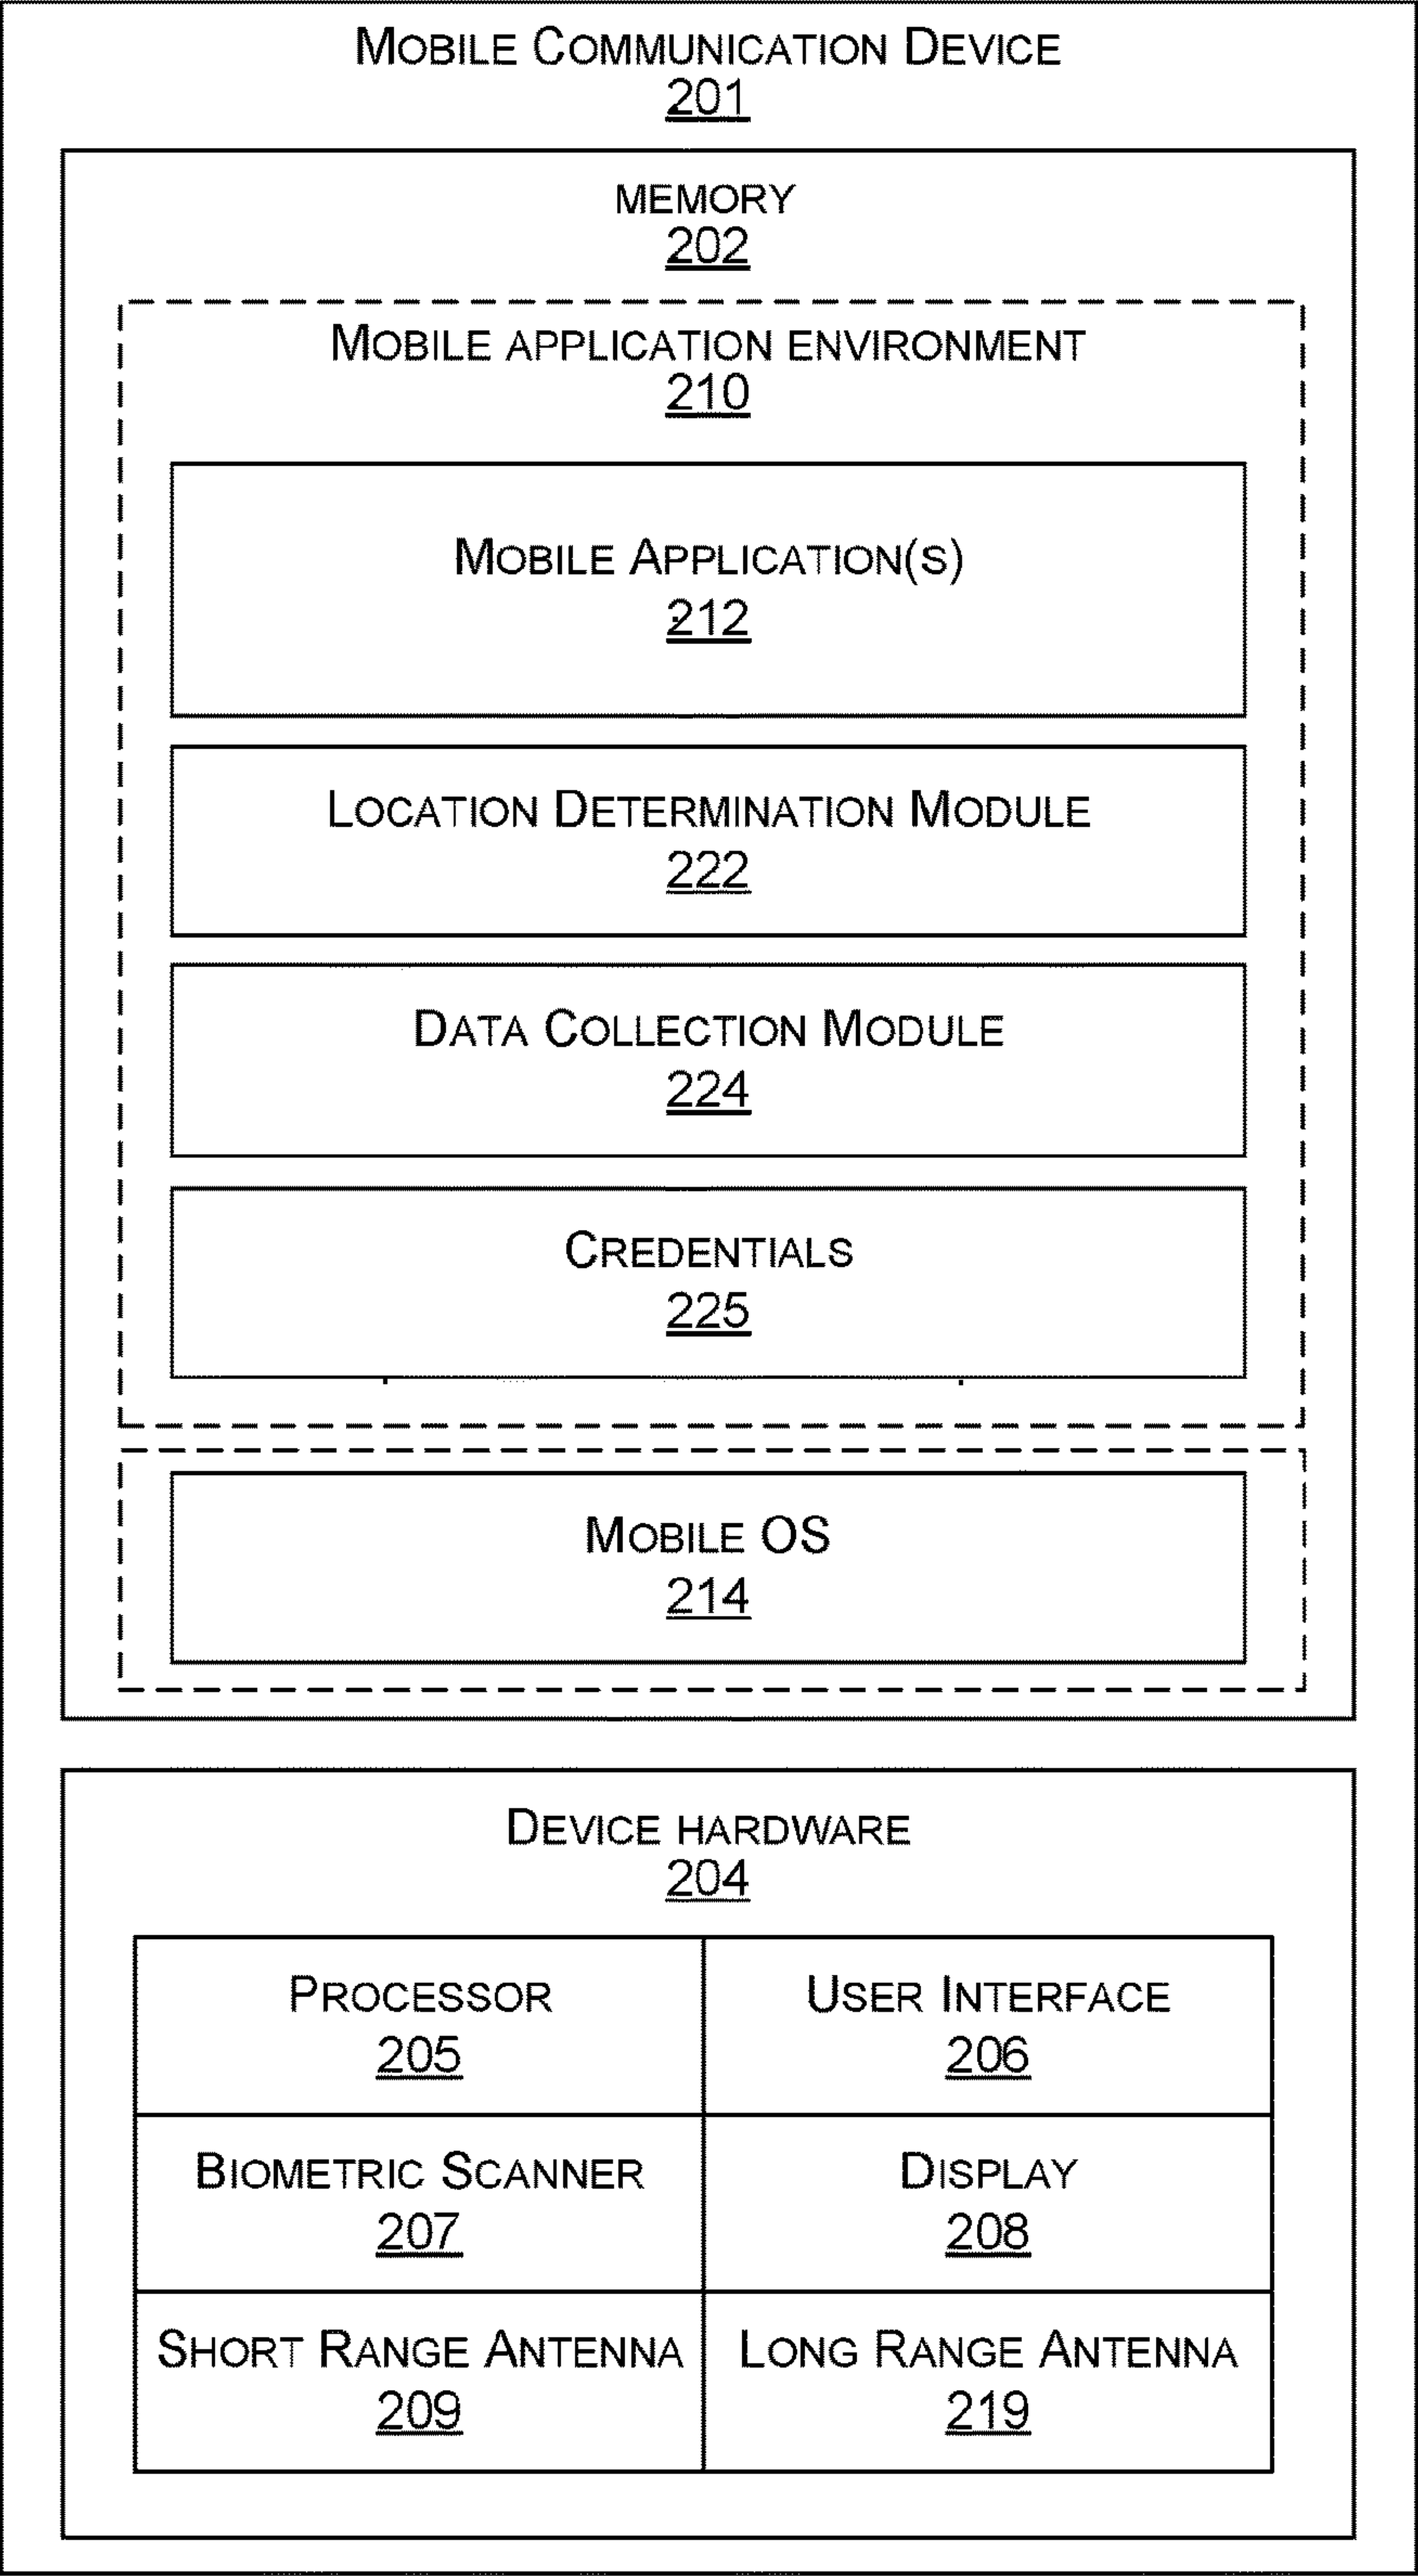 MOBILE COMMUNICATION DEVICE
201
MEMORY
202
MOBILE APPLICATION ENVIRONMENT
210
MOBILE APPLICATION(S)
212
LOCATION DETERMINATION MODULE
222
DATA COLLECTION MODULE
224
CREDENTIALS
225
MOBILE OS
214
DEVICE HARDWARE
204
PROCESSOR
205
USER INTERFACE
206
BIOMETRIC SCANNER
207
DISPLAY
208
SHORT RANGE ANTENNA
209
LONG RANGE ANTENNA
219